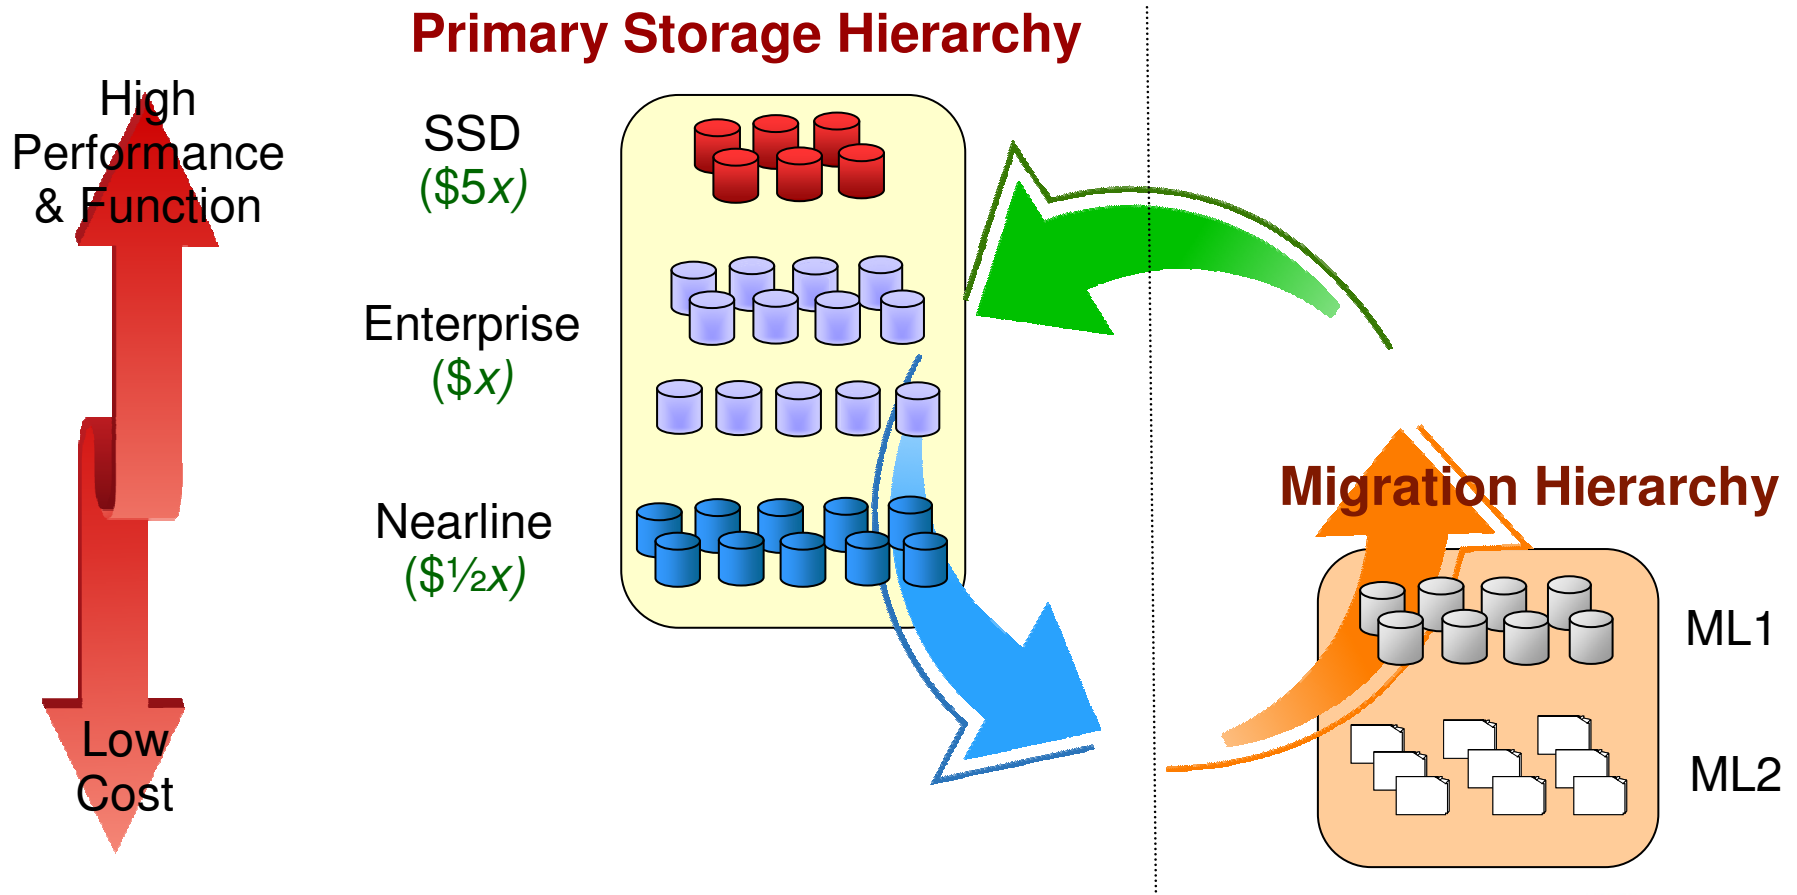 Primary Storage Hierarchy
High
Performance
& Function
SSD
($5x)
Enterprise
($x)
Nearline
($½x)
Low
Cost
Migration Hierarchy
ML1
ML2